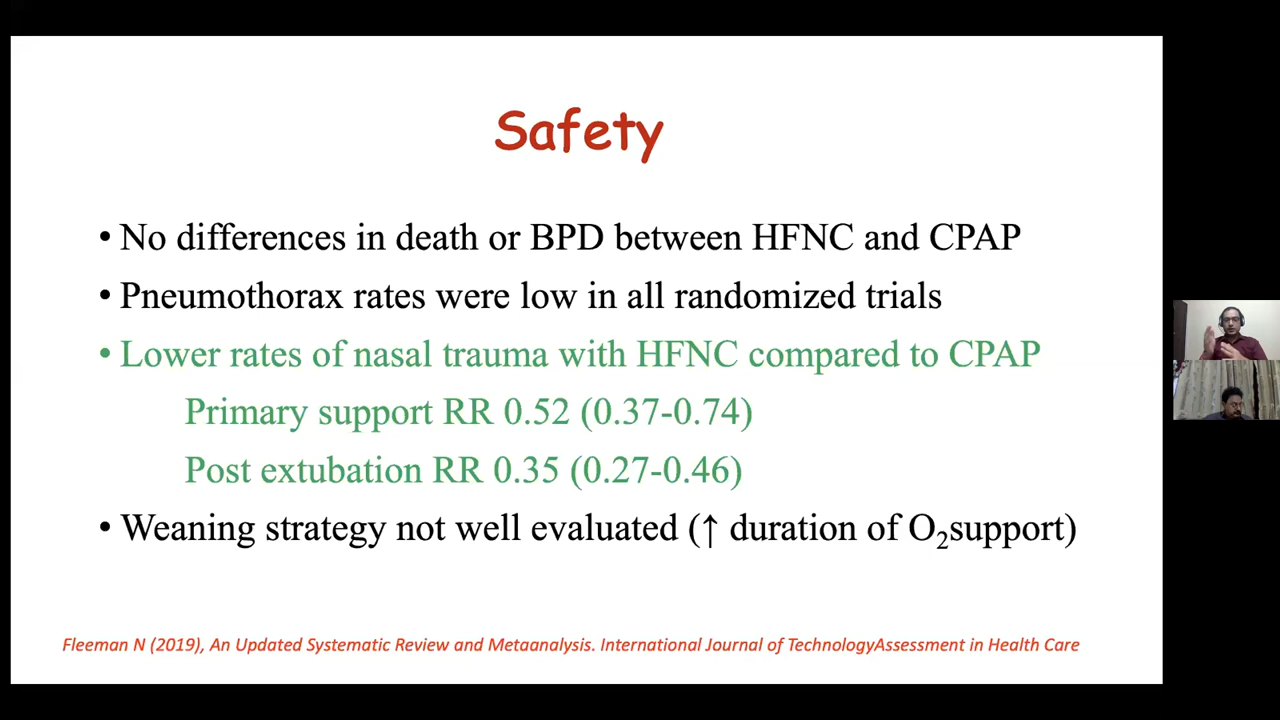 Safety
• No differences in death or BPD between HFNC and CPAP
• Pneumothorax rates were low in all randomized trials
• Lower rates of nasal trauma with HFNC compared to CPAP
Primary support RR 0.52 (0.37-0.74)
Post extubation RR 0.35 (0.27-0.46)
• Weaning strategy not well evaluated (↑ duration of O₂support)
Fleeman N (2019), An Updated Systematic Review and Metaanalysis. International Journal of TechnologyAssessment in Health Care